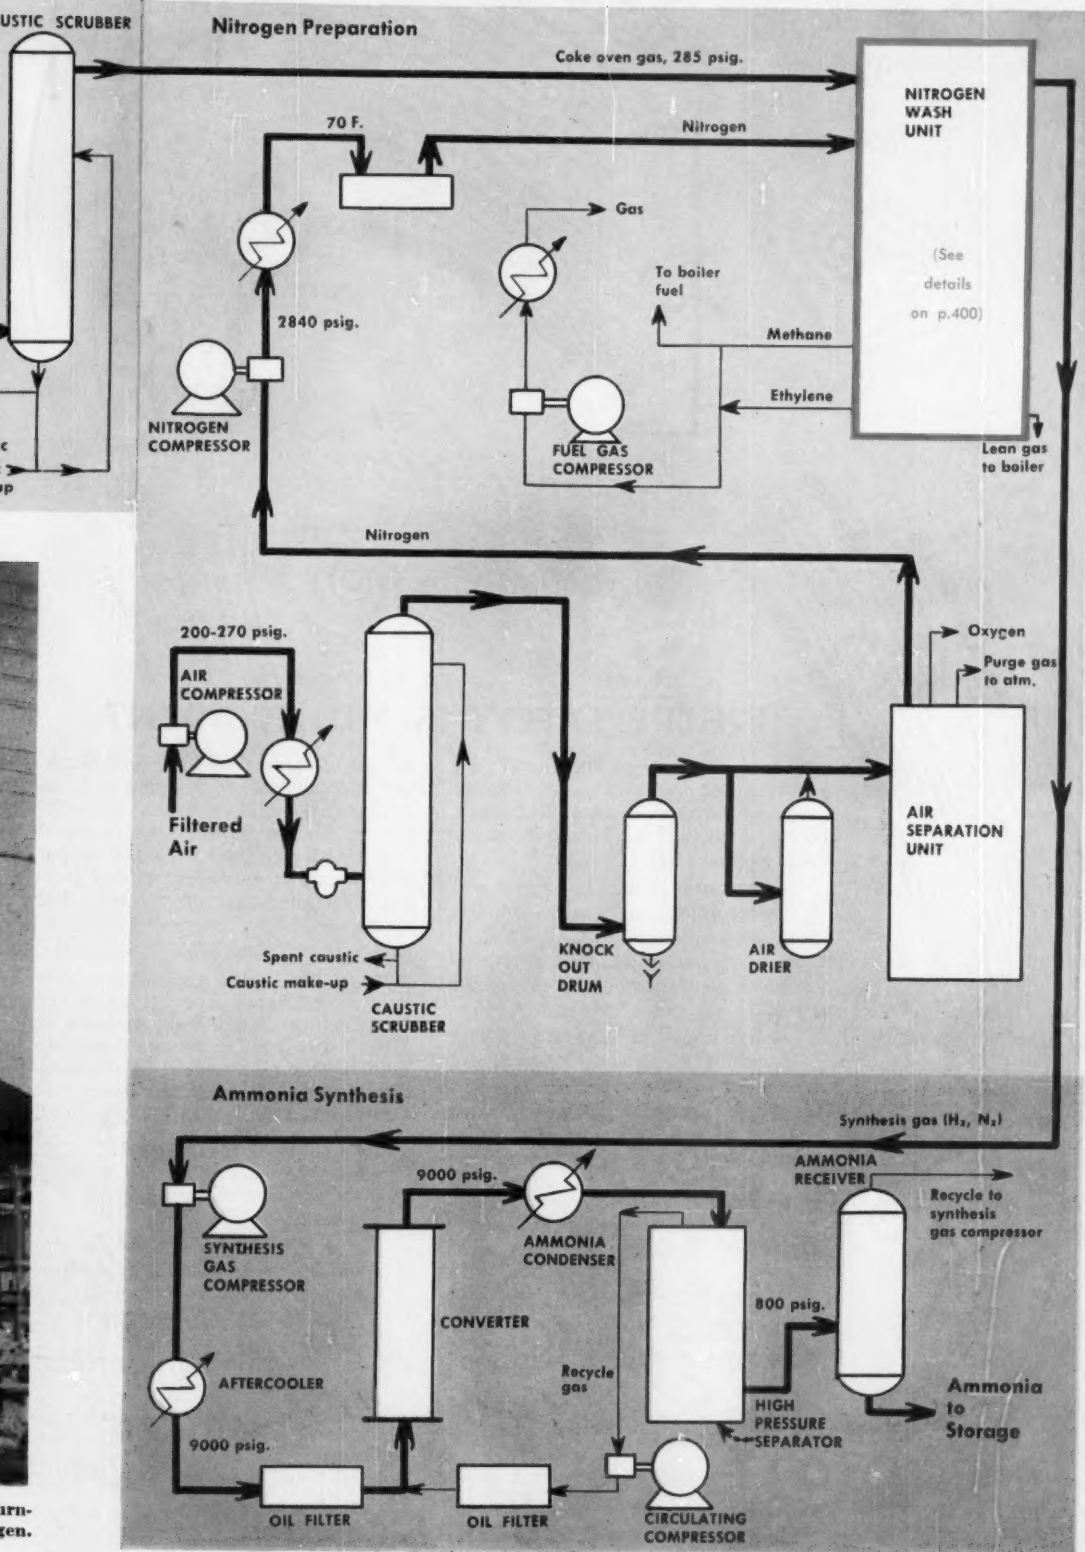 USTIC SCRUBBER
Nitrogen Preparation
Coke oven gas, 285 psig.
NITROGEN
WASH
UNIT
70 F.
Nitrogen
Gas
(See
details
on p.400)
To boiler
fuel
2840 psig.
Methane
Ethylene
NITROGEN
COMPRESSOR
FUEL GAS
COMPRESSOR
Lean gas
to boiler
c
up
Nitrogen
200-270 psig.
Oxygen
AIR
COMPRESSOR
Purge gas
to atm.
Filtered
Air
AIR
SEPARATION
UNIT
Spent caustic
Caustic make-up
CAUSTIC
SCRUBBER
KNOCK
OUT
DRUM
AIR
DRIER
Ammonia Synthesis
Synthesis gas (H₂, N₂)
AMMONIA
RECEIVER
9000 psig.
Recycle to
synthesis
gas compressor
SYNTHESIS
GAS
COMPRESSOR
AMMONIA
CONDENSER
800 psig.
CONVERTER
Recycle
gas
AFTERCOOLER
HIGH
PRESSURE
SEPARATOR
Ammonia
to
Storage
9000 psig.
OIL FILTER
OIL FILTER
CIRCULATING
COMPRESSOR
urn-
gen.